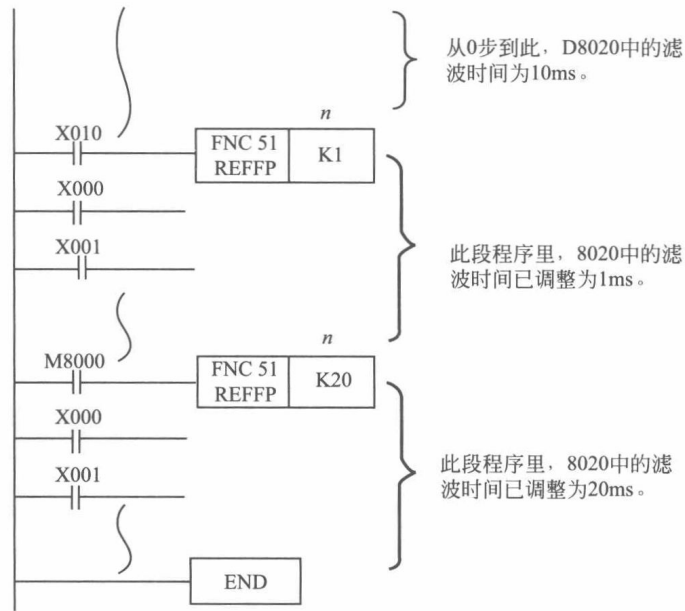 从0步到此，D8020中的滤
波时间为10ms。
n
X010
FNC 51
REFFP
K1
X000
X001
此段程序里，8020中的滤
波时间已调整为1ms。
n
M8000
FNC 51
REFFP
K20
X000
X001
此段程序里，8020中的滤
波时间已调整为20ms。
END